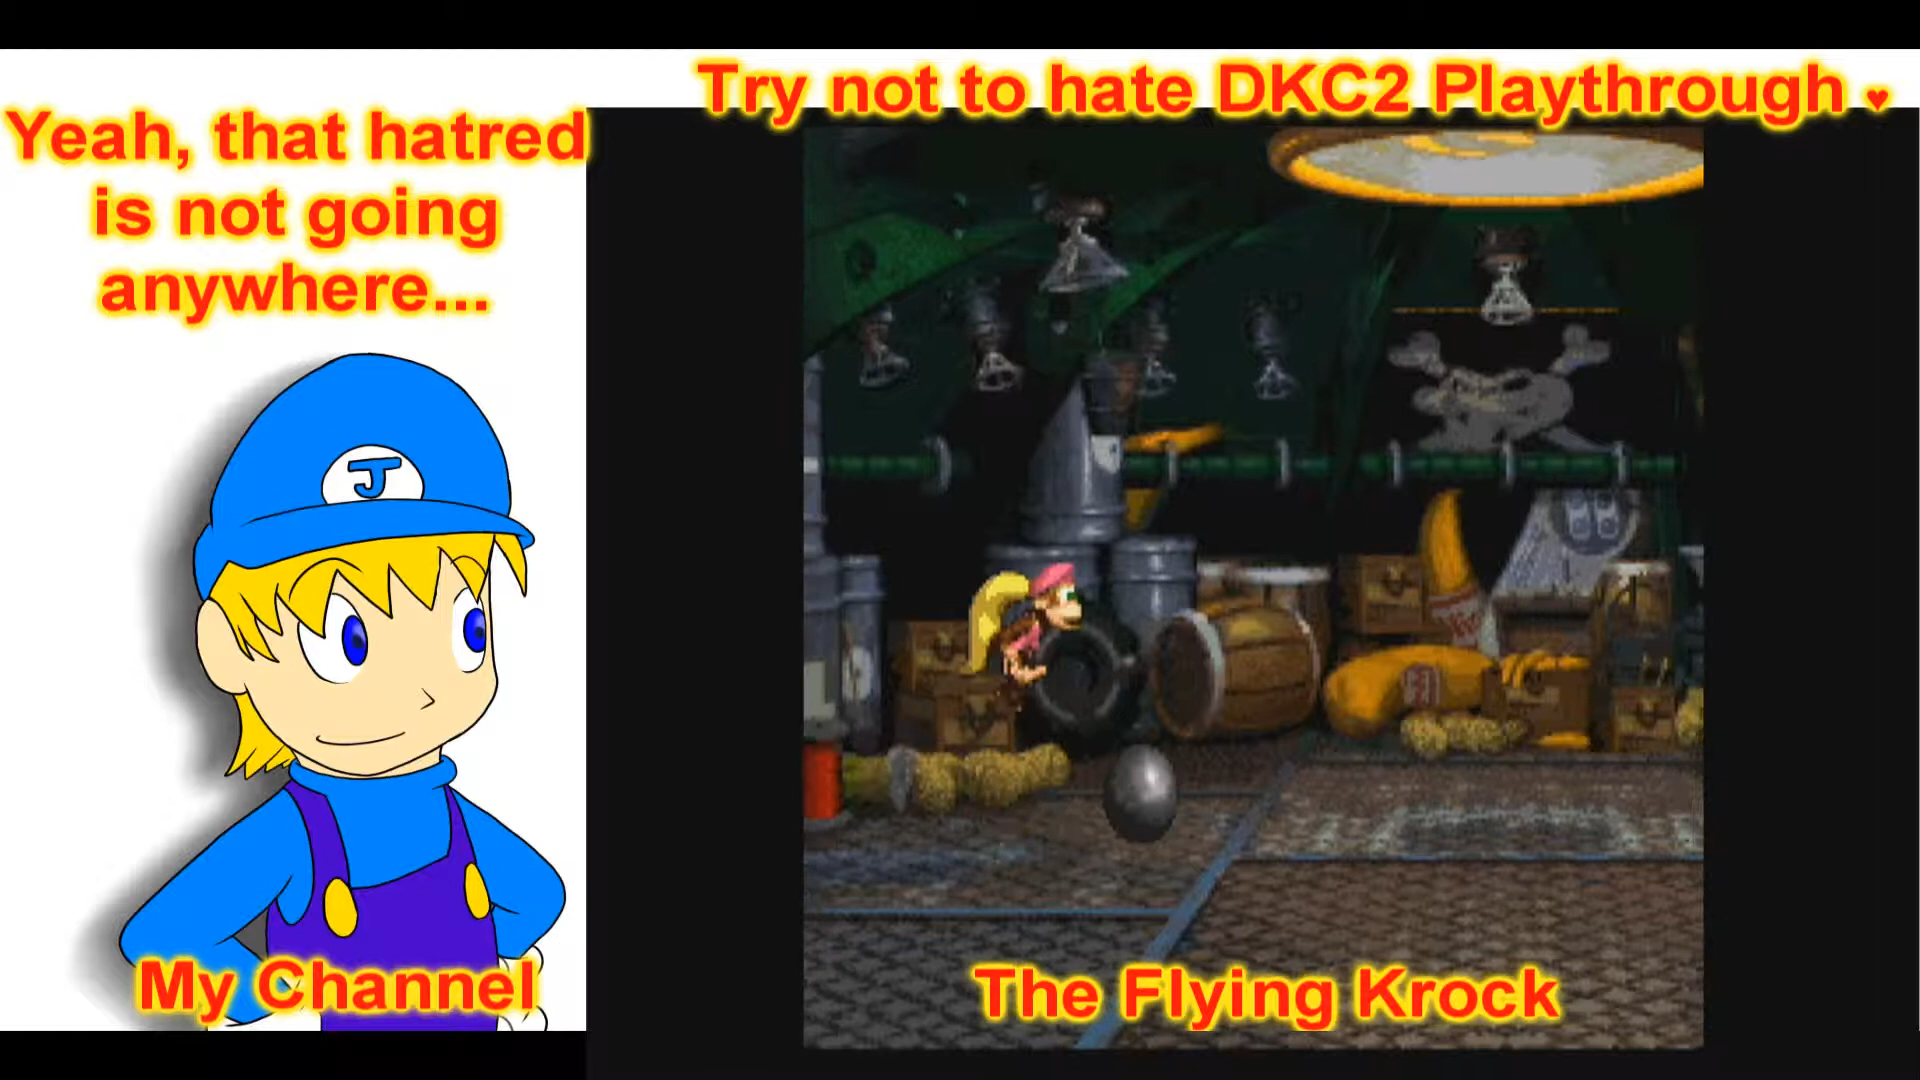 Try not to hate DKC2 Playthrough ♥
Yeah, that hatred
is not going
anywhere...
J
My Channel
The Flying Krock